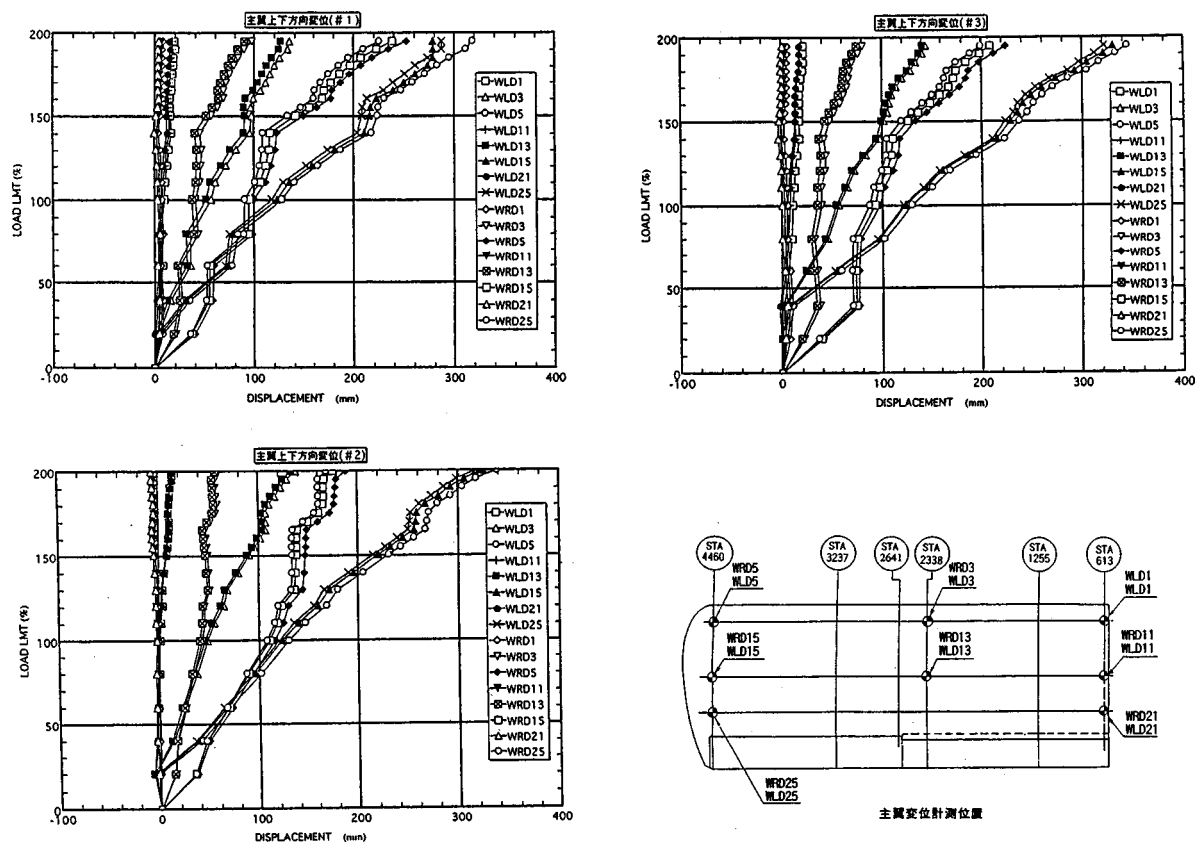 主翼上下方向変位(#1)
LOAD LMT (%)
200
150
100
50
0
-100
0
100
200
300
400
DISPLACEMENT (mm)
WLD1
WLD3
WLD5
WLD11
WLD13
WLD15
WLD21
WLD25
WRD1
WRD3
WRD5
WRD11
WRD13
WRD15
WRD21
WRD25
主翼上下方向変位(#3)
LOAD LMT (%)
200
150
100
50
0
-100
0
100
200
300
400
DISPLACEMENT (mm)
WLD1
WLD3
WLD5
WLD11
WLD13
WLD15
WLD21
WLD25
WRD1
WRD3
WRD5
WRD11
WRD13
WRD15
WRD21
WRD25
主翼上下方向変位(#2)
LOAD LMT (%)
200
150
100
50
0
-100
0
100
200
300
400
DISPLACEMENT (mm)
WLD1
WLD3
WLD5
WLD11
WLD13
WLD15
WLD21
WLD25
WRD1
WRD3
WRD5
WRD11
WRD13
WRD15
WRD21
WRD25
STA 4460
STA 3237
STA 2641
STA 2338
STA 1255
STA 613
WRD5
WLD5
WRD3
WLD3
WLD1
WLD1
WRD15
WLD15
WRD13
WLD13
WRD11
WLD11
WRD21
WLD21
WRD25
WLD25
主翼変位計測位置